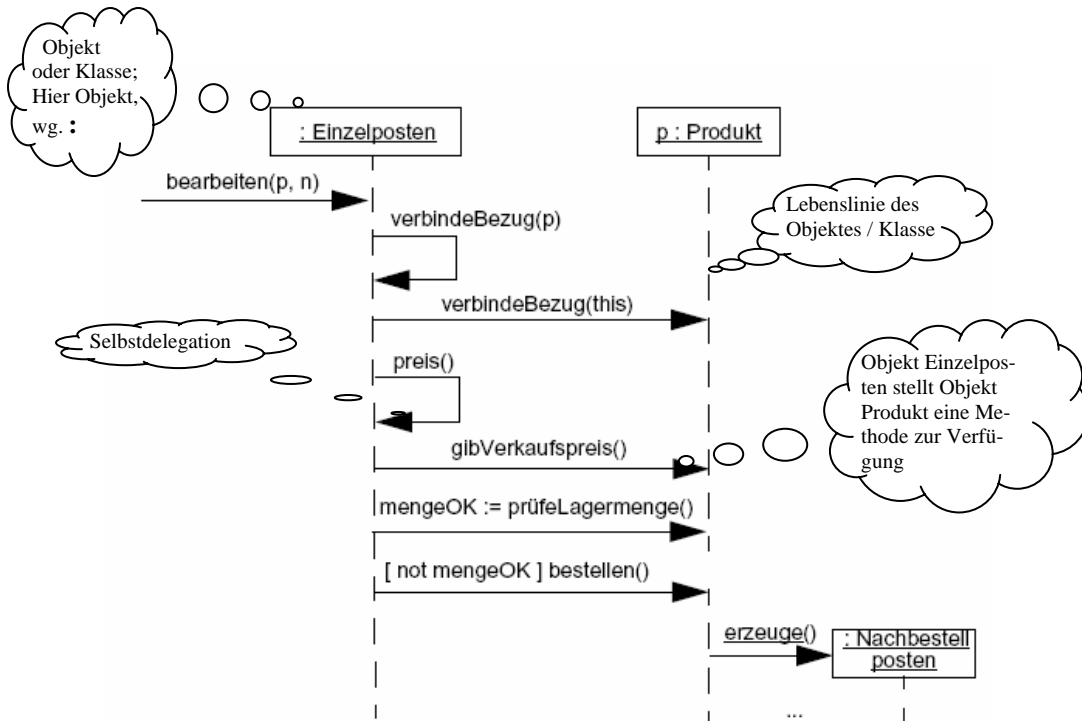 Objekt
oder Klasse;
Hier Objekt,
wg. :
: Einzelposten
p : Produkt
bearbeiten(p, n)
verbindeBezug(p)
Lebenslinie des
Objektes / Klasse
verbindeBezug(this)
Selbstdelegation
preis()
Objekt Einzelpos-
ten stellt Objekt
Produkt eine Me-
thode zur Verfü-
gung
gibVerkaufspreis()
mengeOK := prüfeLagermenge()
[ not mengeOK ] bestellen()
erzeuge()
: Nachbestell
posten
...